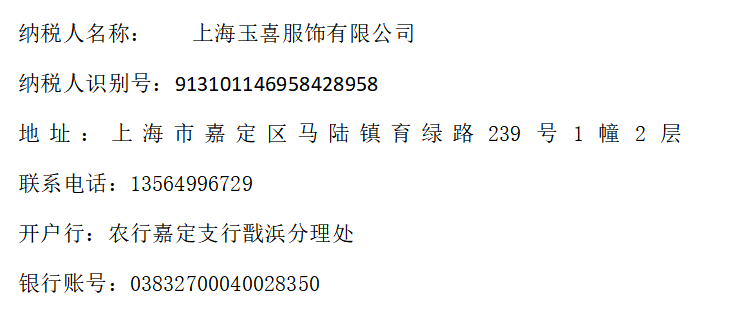 纳税人名称：　　上海玉喜服饰有限公司
纳税人识别号：913101146958428958
地址：上海市嘉定区马陆镇育绿路 239 号 1 幢 2 层
联系电话：13564996729
开户行：农行嘉定支行戬浜分理处
银行账号：03832700040028350